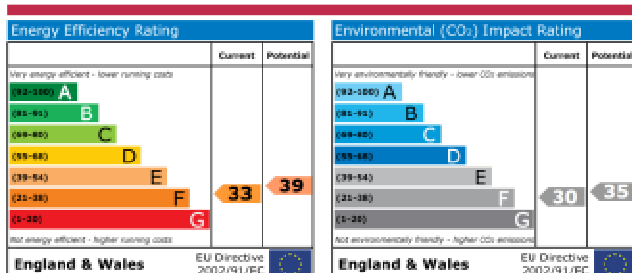 Energy Efficiency Rating
Current Potential
Very energy efficient - lower running costs
(92-100) A
(81-91) B
(69-80) C
(55-68) D
(39-54) E
(21-38) F
(1-20) G
33
39
Not energy efficient - higher running costs
England & Wales
EU Directive
2002/91/EC
Environmental (CO₂) Impact Rating
Current Potential
Very environmentally friendly - lower CO₂ emissions
(92-100) A
(81-91) B
(69-80) C
(55-68) D
(39-54) E
(21-38) F
(1-20) G
30
35
Not environmentally friendly - higher CO₂ emissions
England & Wales
EU Directive
2002/91/EC